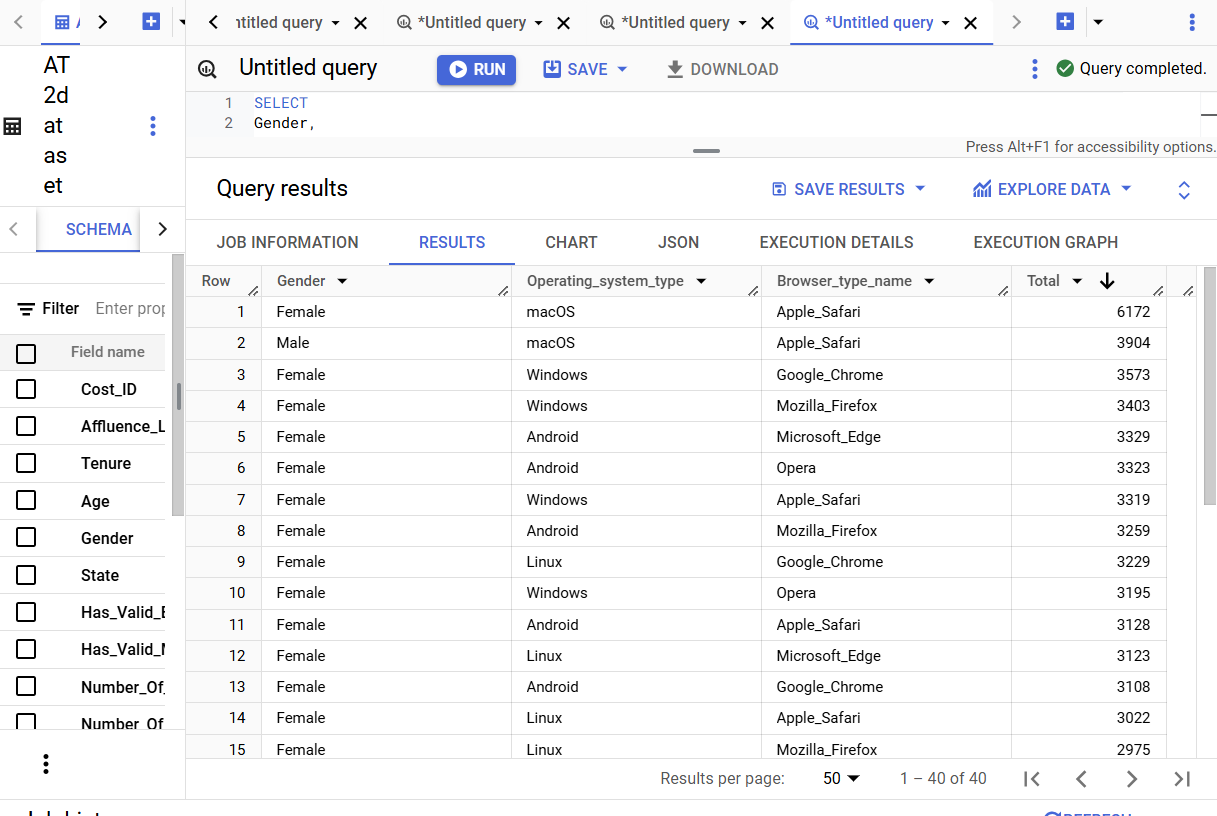 A
ntitled query
*Untitled query
*Untitled query
*Untitled query
AT
2d
at
as
et
Untitled query
RUN
SAVE
DOWNLOAD
Query completed.
1 SELECT
2 Gender,
Press Alt+F1 for accessibility options.
SCHEMA
Filter Enter prop
Field name
Cost_ID
Affluence_L
Tenure
Age
Gender
State
Has_Valid_E
Has_Valid_M
Number_Of_
Number_Of
Query results
SAVE RESULTS
EXPLORE DATA
JOB INFORMATION RESULTS CHART JSON EXECUTION DETAILS EXECUTION GRAPH
Row Gender Operating_system_type Browser_type_name Total
1 Female macOS Apple_Safari 6172
2 Male macOS Apple_Safari 3904
3 Female Windows Google_Chrome 3573
4 Female Windows Mozilla_Firefox 3403
5 Female Android Microsoft_Edge 3329
6 Female Android Opera 3323
7 Female Windows Apple_Safari 3319
8 Female Android Mozilla_Firefox 3259
9 Female Linux Google_Chrome 3229
10 Female Windows Opera 3195
11 Female Android Apple_Safari 3128
12 Female Linux Microsoft_Edge 3123
13 Female Android Google_Chrome 3108
14 Female Linux Apple_Safari 3022
15 Female Linux Mozilla_Firefox 2975
Results per page: 50 1 – 40 of 40
REFRESH